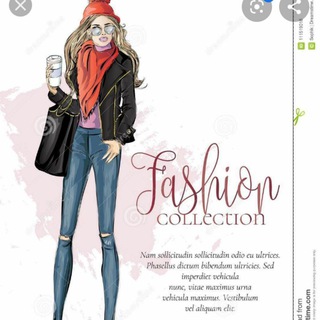 Fashion
COLLECTION
Nam sollicitudin sollicitudin odio eu ultrices.
Phasellus dictum bibendum ultricies. Sed
imperdiet vehicula
nunc, vitae maximus urna
vehicula maximus. Vestibulum
vel aliquam elit.